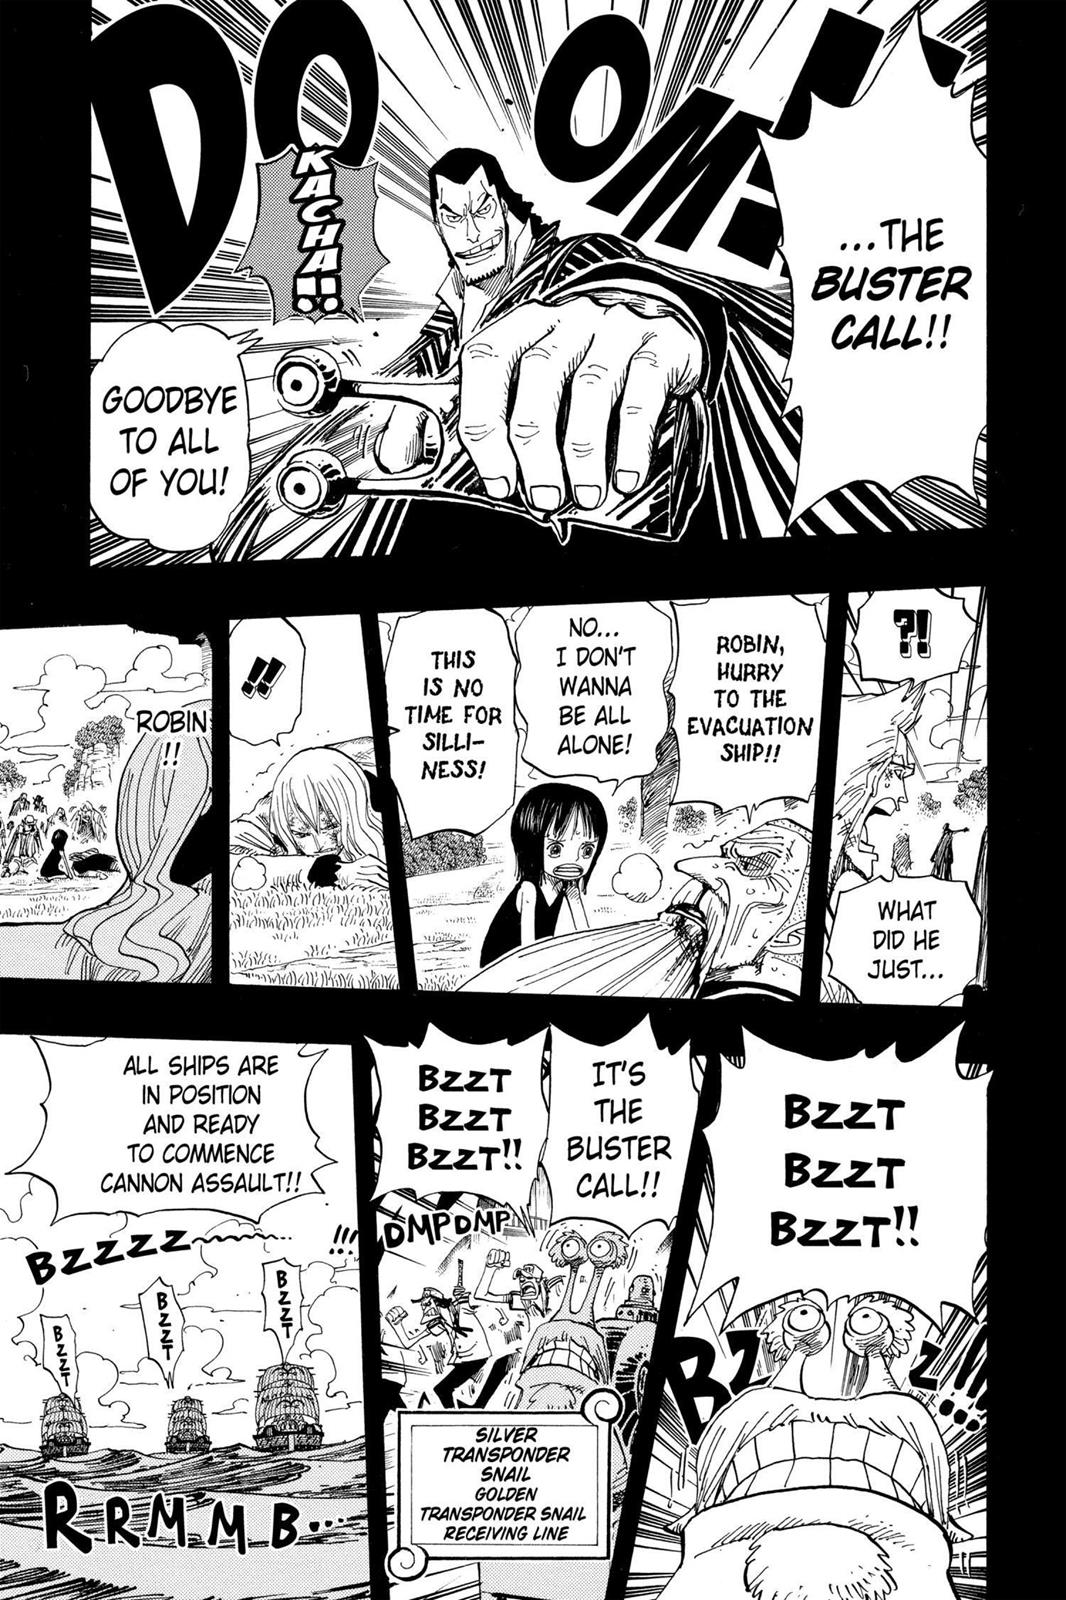 DOOM!!
...THE
BUSTER
CALL!!
KACHA!!
GOODBYE
TO ALL
OF YOU!
?!
WHAT
DID HE
JUST...
ROBIN,
HURRY
TO THE
EVACUATION
SHIP!!
NO...
I DON'T
WANNA
BE ALL
ALONE!
THIS
IS NO
TIME FOR
SILLI-
NESS!
!!
ROBIN
!!
BZZT
BZZT
BZZT!!
BZZZ!!!
IT'S
THE
BUSTER
CALL!!
BZZT
BZZT
BZZT!!
DMP DMP
SILVER
TRANSPONDER
SNAIL
GOLDEN
TRANSPONDER SNAIL
RECEIVING LINE
ALL SHIPS ARE
IN POSITION
AND READY
TO COMMENCE
CANNON ASSAULT!!
BZZZZ !!!
BZZT
BZZT
BZZT
RRMMB...